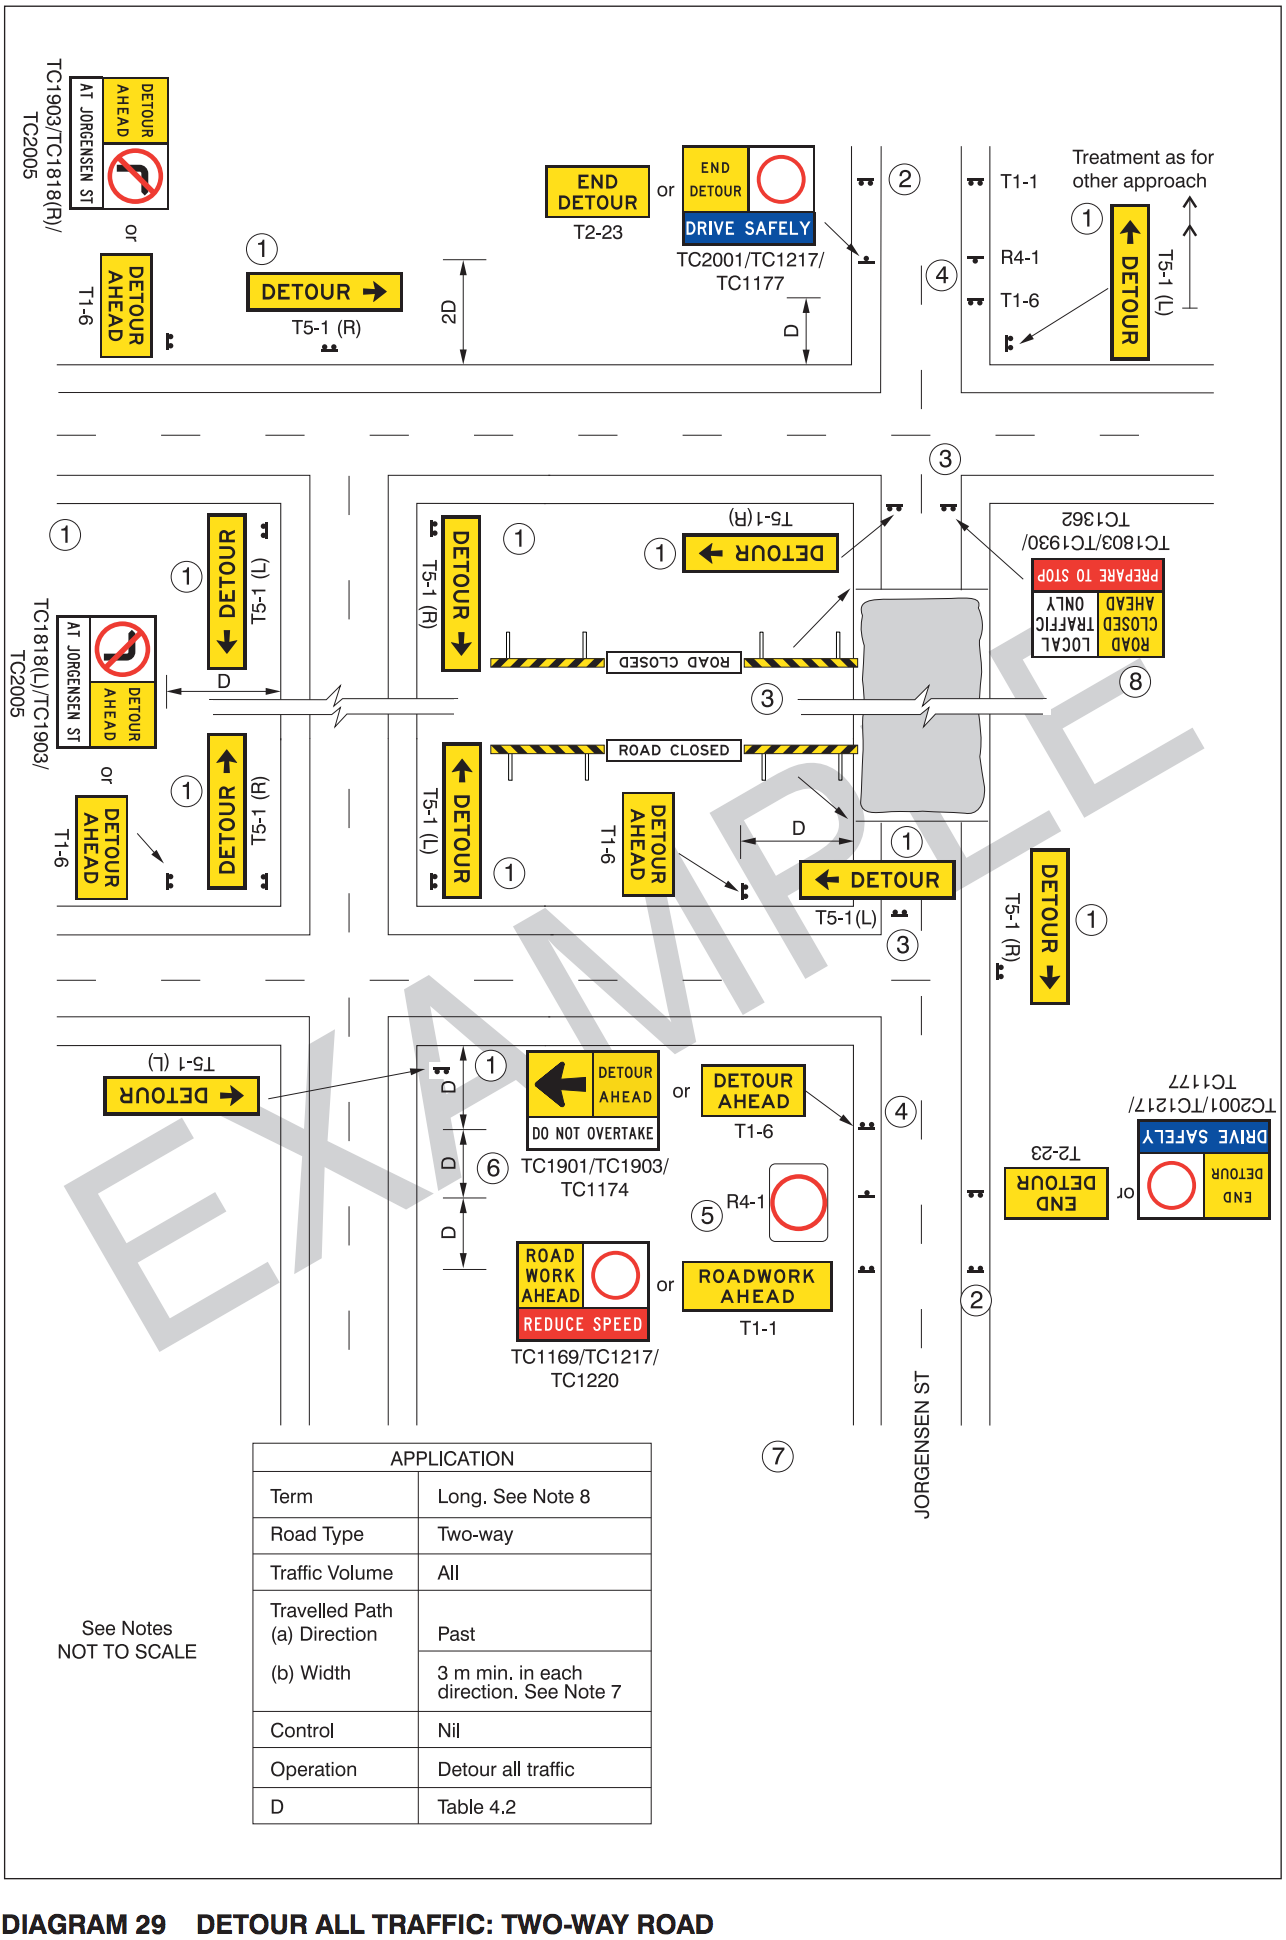 TC1903/TC1818(R)/
TC2005
DETOUR
AHEAD
AT JORGENSEN ST
or
DETOUR
AHEAD
T1-6
1
DETOUR
T5-1 (R)
2D
END
DETOUR
T2-23
or
END
DETOUR
DRIVE SAFELY
TC2001/TC1217/
TC1177
D
2
T1-1
R4-1
4
T1-6
Treatment as for
other approach
1
DETOUR
T5-1 (L)
3
1
1
DETOUR
T5-1 (L)
DETOUR
T5-1 (R)
1
T5-1(R)
1
DETOUR
TC1803/TC1930/
TC1362
PREPARE TO STOP
ROAD
CLOSED
AHEAD
LOCAL
TRAFFIC
ONLY
8
ROAD CLOSED
3
ROAD CLOSED
TC1818(L)/TC1903/
TC2005
DETOUR
AHEAD
AT JORGENSEN ST
D
or
DETOUR
AHEAD
T1-6
1
DETOUR
T5-1 (R)
DETOUR
T5-1 (L)
1
DETOUR
AHEAD
T1-6
D
1
DETOUR
T5-1(L)
3
DETOUR
T5-1 (R)
1
EXAMPLE
T5-1 (L)
DETOUR
1
D
D
D
6
DETOUR
AHEAD
DO NOT OVERTAKE
TC1901/TC1903/
TC1174
or
DETOUR
AHEAD
T1-6
4
5
R4-1
ROAD
WORK
AHEAD
REDUCE SPEED
TC1169/TC1217/
TC1220
or
ROADWORK
AHEAD
T1-1
2
T2-23
END
DETOUR
or
TC2001/TC1217/
TC1177
DRIVE SAFELY
END
DETOUR
JORGENSEN ST
7
APPLICATION
Term Long. See Note 8
Road Type Two-way
Traffic Volume All
Travelled Path
(a) Direction Past
(b) Width 3 m min. in each
direction. See Note 7
Control Nil
Operation Detour all traffic
D Table 4.2
See Notes
NOT TO SCALE
DIAGRAM 29 DETOUR ALL TRAFFIC: TWO-WAY ROAD